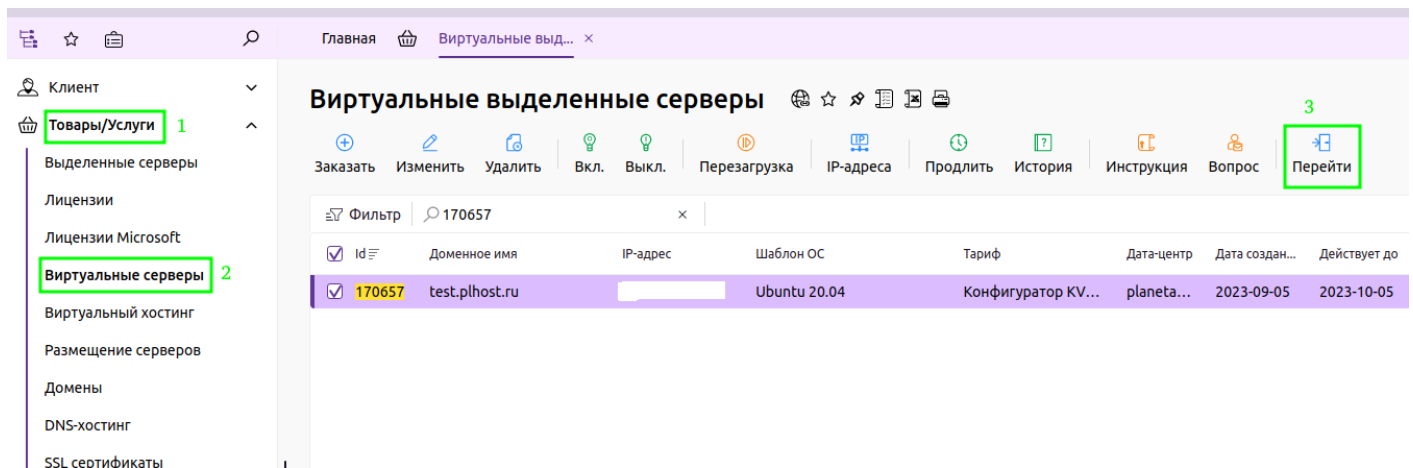 Главная Виртуальные выд... ×
Клиент
Товары/Услуги 1
Выделенные серверы
Лицензии
Лицензии Microsoft
Виртуальные серверы 2
Виртуальный хостинг
Размещение серверов
Домены
DNS-хостинг
SSL сертификаты
Виртуальные выделенные серверы
3
Заказать Изменить Удалить Вкл. Выкл. Перезагрузка IP-адреса Продлить История Инструкция Вопрос Перейти
Фильтр 170657 ×
Id Доменное имя IP-адрес Шаблон ОС Тариф Дата-центр Дата создан... Действует до
170657 test.plhost.ru Ubuntu 20.04 Конфигуратор KV... planeta... 2023-09-05 2023-10-05